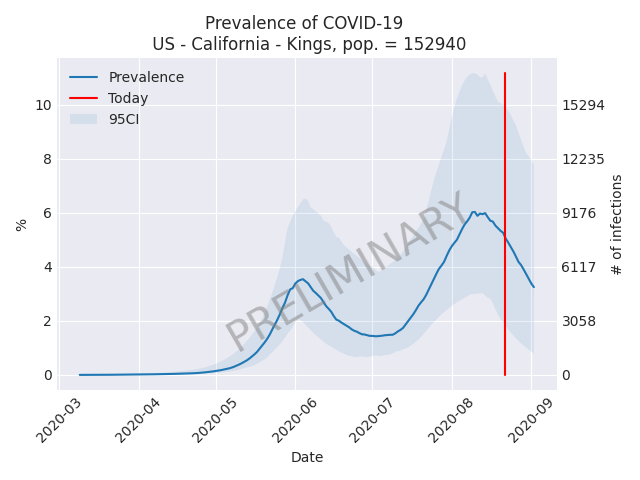 Prevalence of COVID-19
US - California - Kings, pop. = 152940
Prevalence
Today
95CI
PRELIMINARY
%
10
8
6
4
2
0
15294
12235
9176
6117
3058
0
# of infections
2020-03
2020-04
2020-05
2020-06
2020-07
2020-08
2020-09
Date